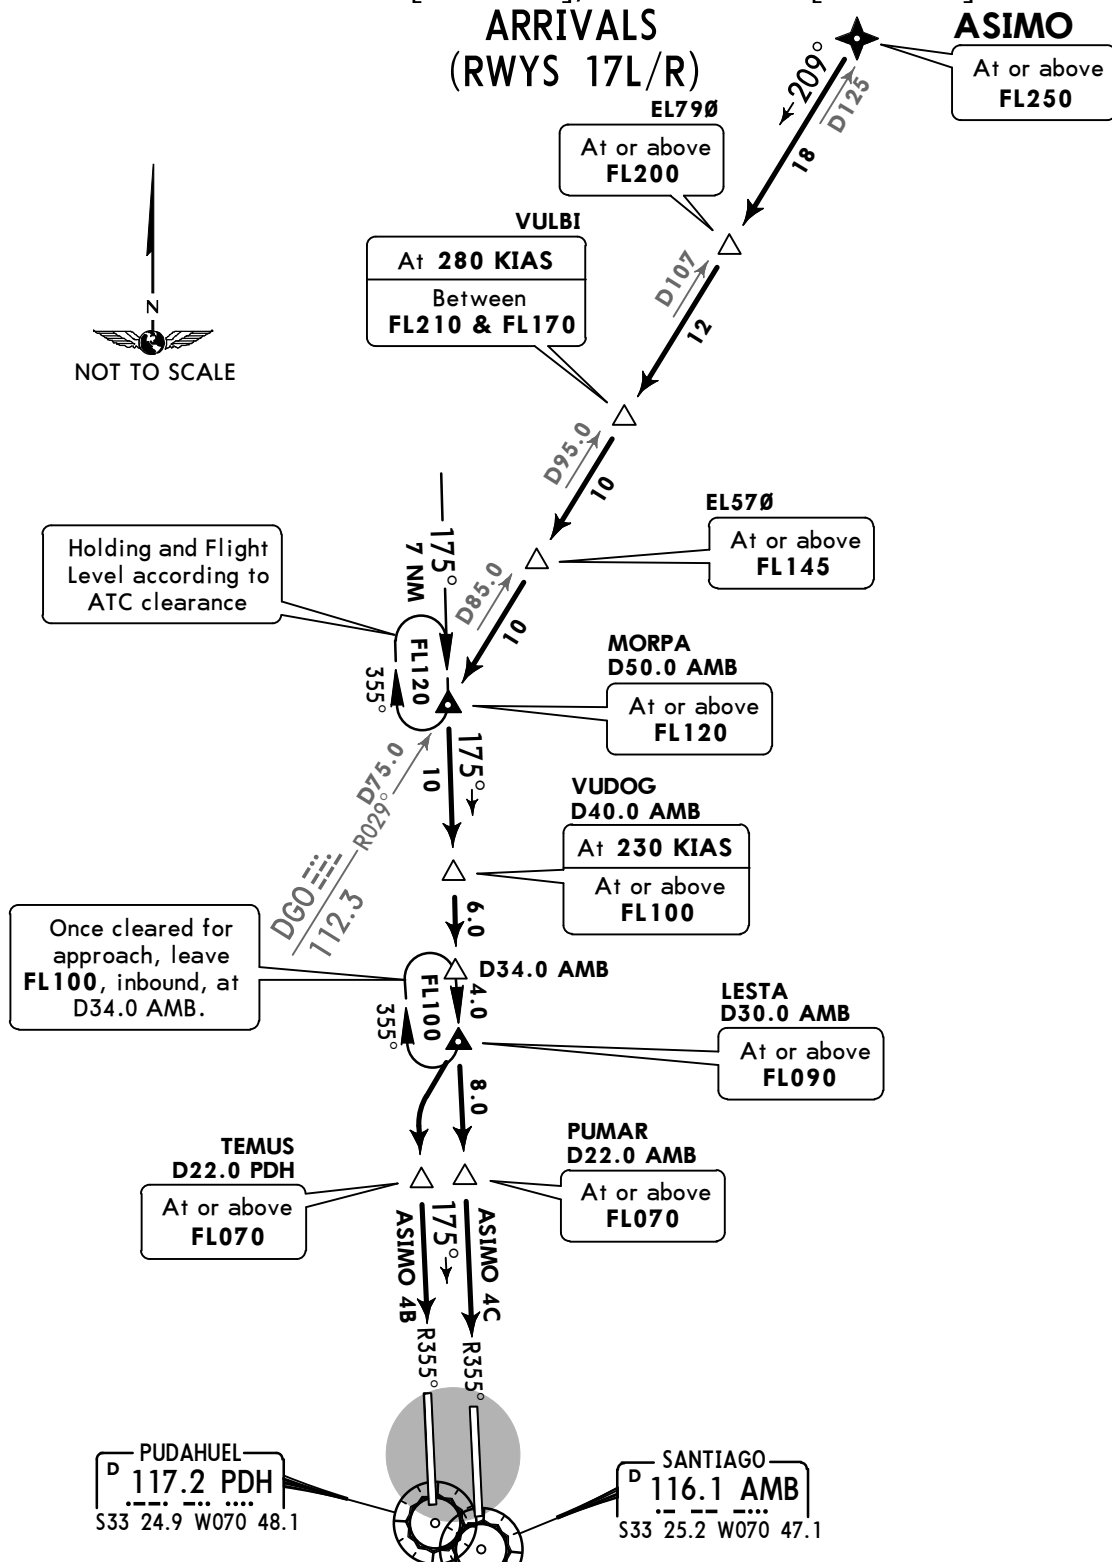 ARRIVALS
(RWYS 17L/R)
ASIMO
At or above
FL250
209°
D125
18
EL79Ø
At or above
FL200
VULBI
At 280 KIAS
Between
FL210 & FL170
D107
12
N
NOT TO SCALE
D95.0
10
EL57Ø
At or above
FL145
Holding and Flight
Level according to
ATC clearance
175°
7 NM
D85.0
10
FL120
355°
MORPA
D50.0 AMB
At or above
FL120
175°
10
D75.0
R029°
DGO
112.3
VUDOG
D40.0 AMB
At 230 KIAS
At or above
FL100
6.0
Once cleared for
approach, leave
FL100, inbound, at
D34.0 AMB.
D34.0 AMB
FL100
4.0
355°
LESTA
D30.0 AMB
At or above
FL090
8.0
TEMUS
D22.0 PDH
At or above
FL070
PUMAR
D22.0 AMB
At or above
FL070
175°
ASIMO 4B
ASIMO 4C
R355°
R355°
PUDAHUEL
D 117.2 PDH
S33 24.9 W070 48.1
SANTIAGO
D 116.1 AMB
S33 25.2 W070 47.1